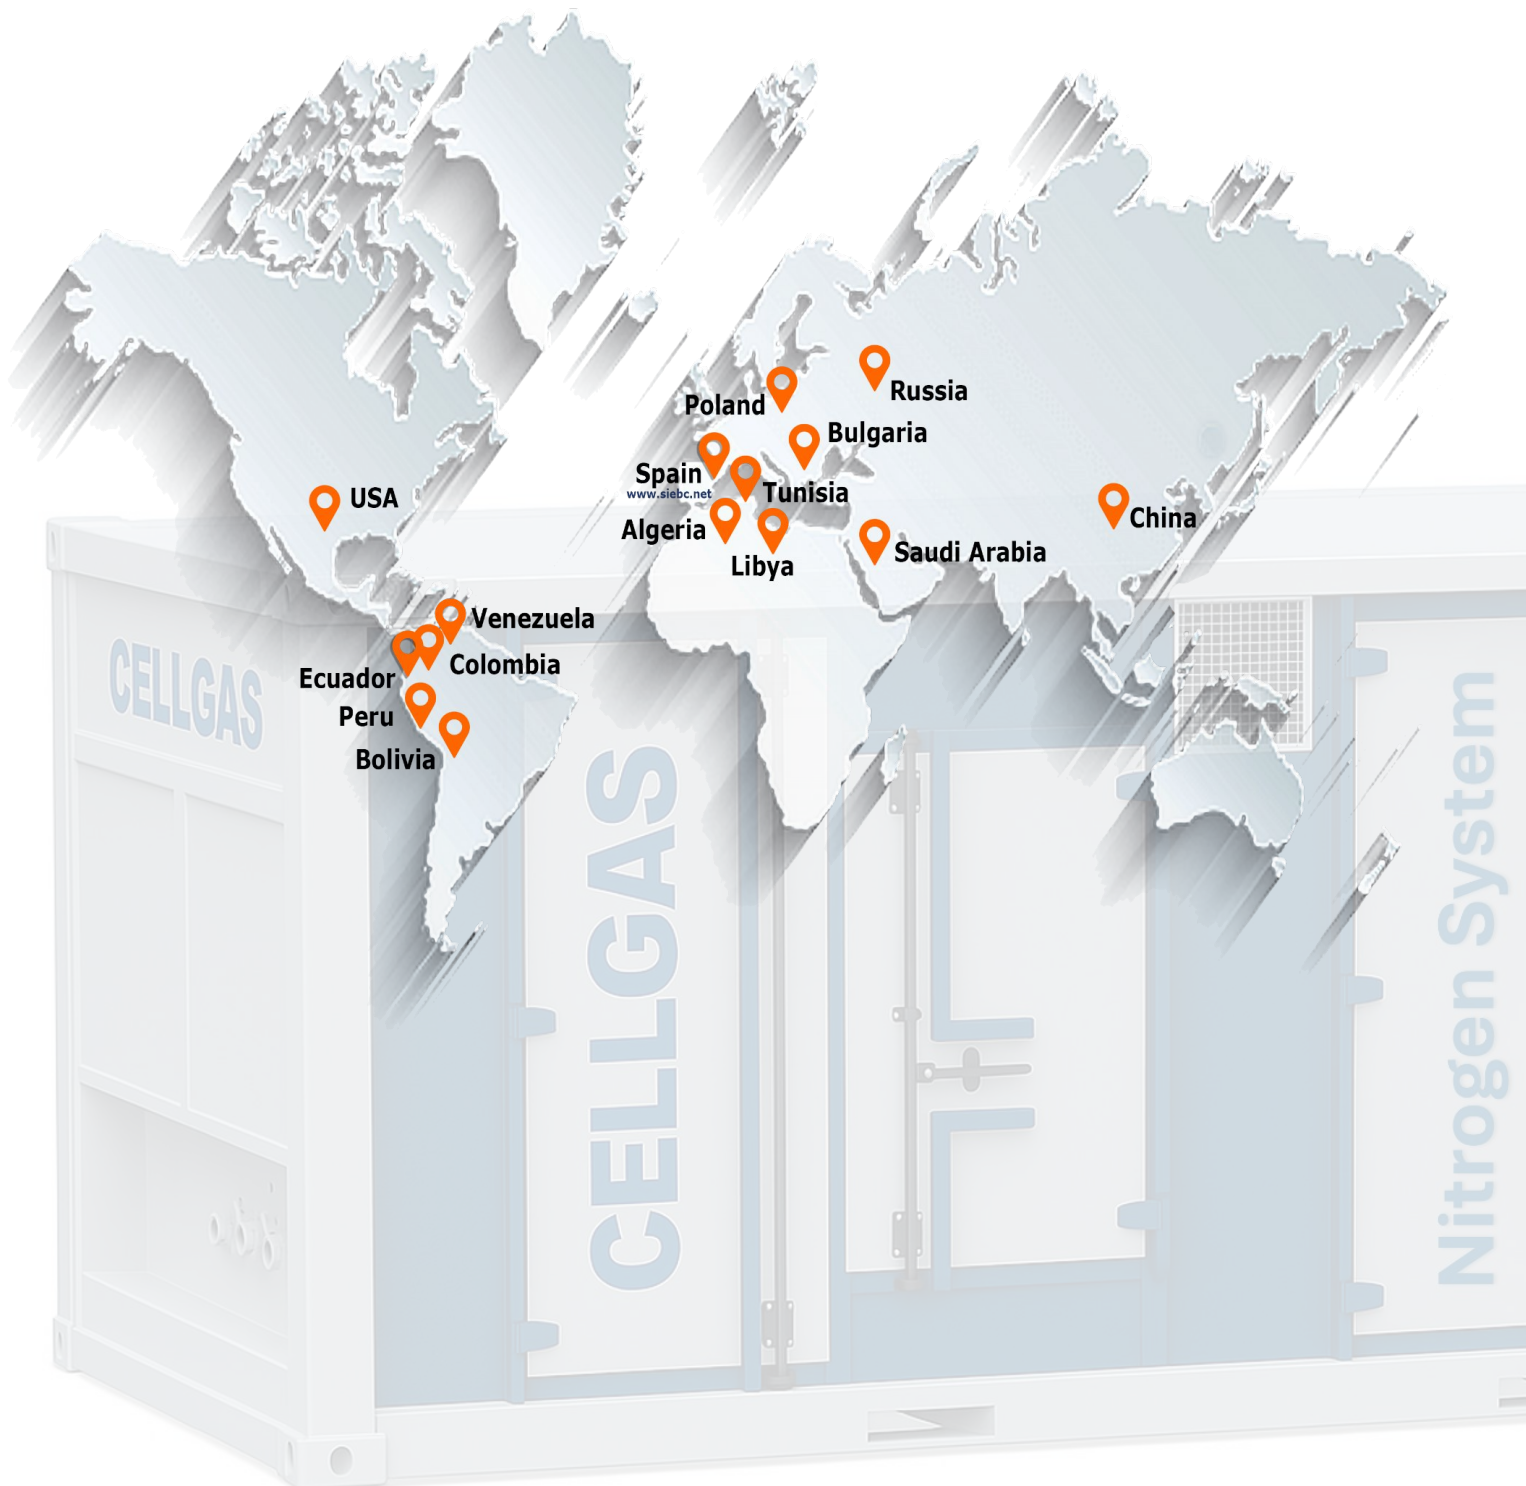 Russia
Poland
Bulgaria
Spain
www.siebc.net
Tunisia
USA
China
Algeria
Saudi Arabia
Libya
Venezuela
Colombia
Ecuador
Peru
Bolivia
CELLGAS
CELLGAS
Nitrogen System